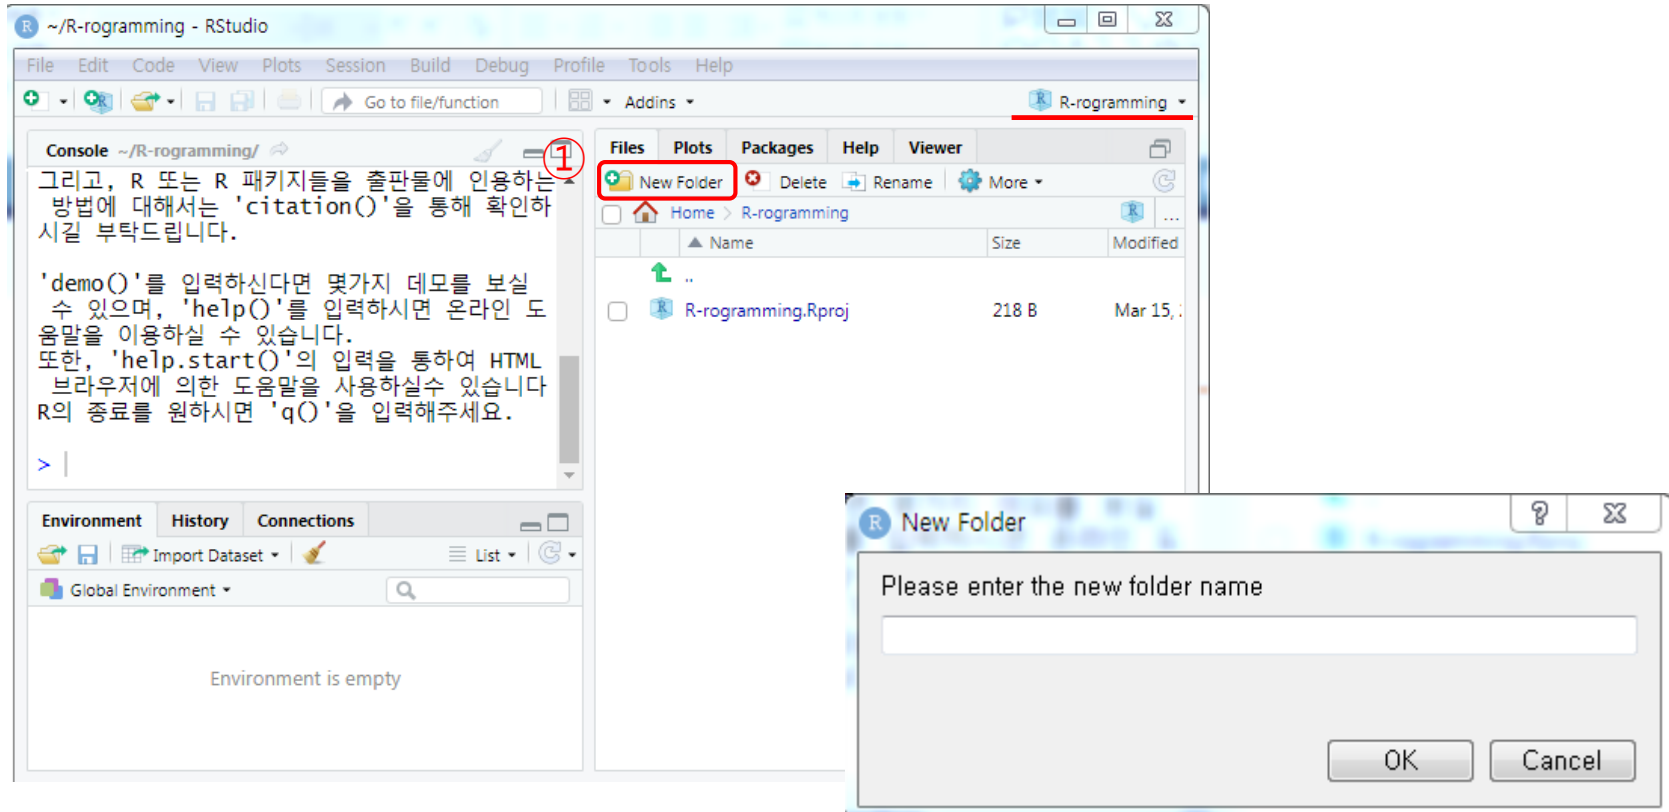 ~/R-rogramming - RStudio
File Edit Code View Plots Session Build Debug Profile Tools Help
Go to file/function Addins R-rogramming
Console ~/R-rogramming/
①
그리고, R 또는 R 패키지들을 출판물에 인용하는
방법에 대해서는 'citation()'을 통해 확인하
시길 부탁드립니다.
'demo()'를 입력하신다면 몇가지 데모를 보실
수 있으며, 'help()'를 입력하시면 온라인 도
움말을 이용하실 수 있습니다.
또한, 'help.start()'의 입력을 통하여 HTML
브라우저에 의한 도움말을 사용하실수 있습니다
R의 종료를 원하시면 'q()'을 입력해주세요.
>
Files Plots Packages Help Viewer
New Folder Delete Rename More
Home > R-rogramming ...
Name Size Modified
..
R-rogramming.Rproj 218 B Mar 15,
Environment History Connections
Import Dataset List
Global Environment
Environment is empty
New Folder
Please enter the new folder name
OK Cancel